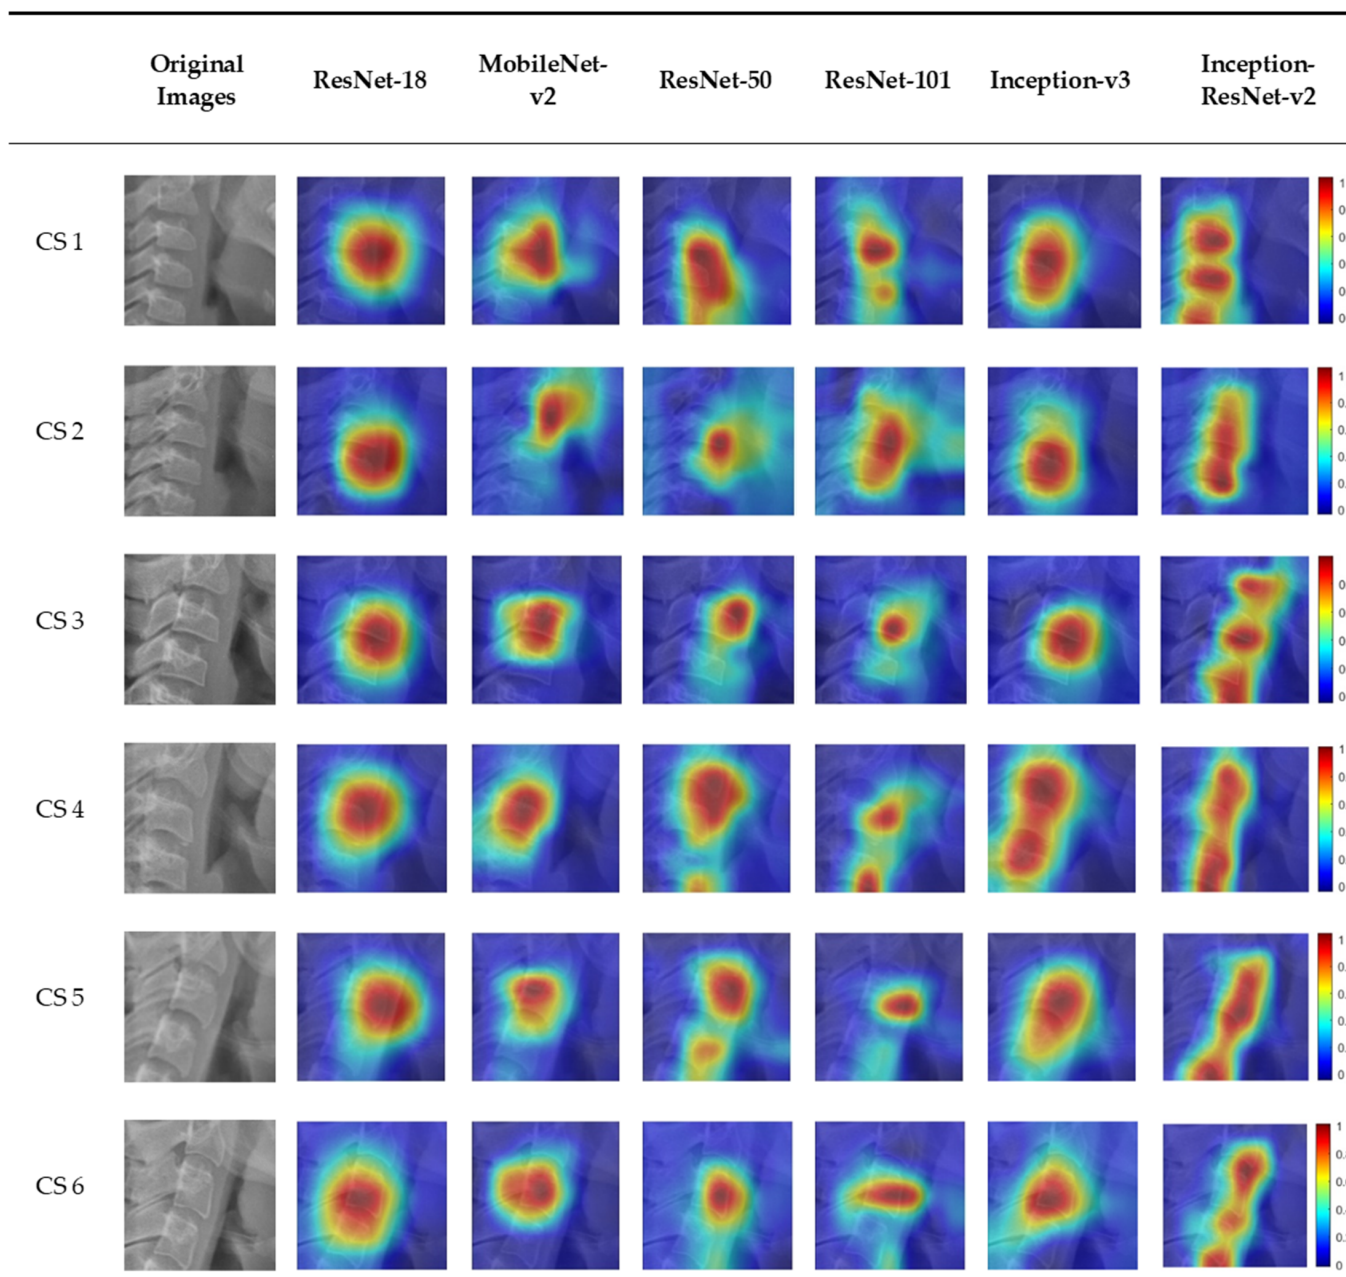 Original Images
ResNet-18
MobileNet-v2
ResNet-50
ResNet-101
Inception-v3
Inception-ResNet-v2
CS 1
1
0
CS 2
1
0
CS 3
0
CS 4
1
0
CS 5
1
0
CS 6
1
0